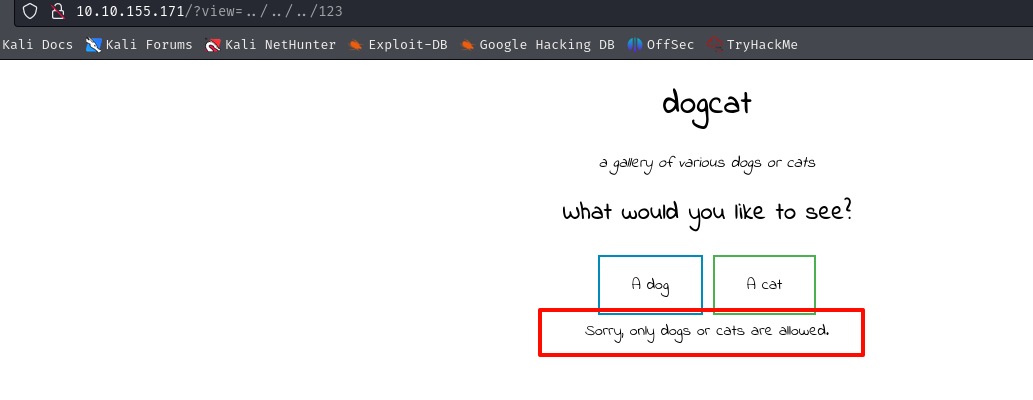 10.10.155.171/?view=../../../123
Kali Docs Kali Forums Kali NetHunter Exploit-DB Google Hacking DB OffSec TryHackMe
dogcat
a gallery of various dogs or cats
What would you like to see?
A dog A cat
Sorry, only dogs or cats are allowed.